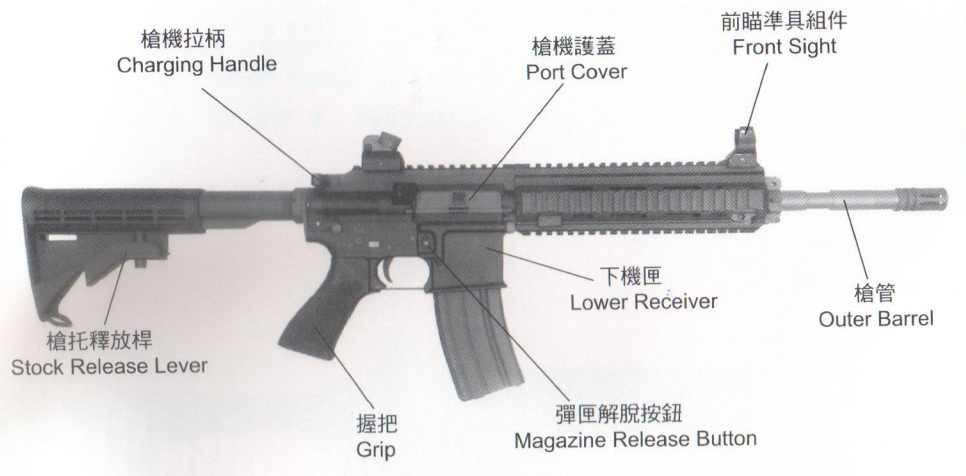 槍機拉柄
Charging Handle
槍機護蓋
Port Cover
前瞄準具組件
Front Sight
下機匣
Lower Receiver
槍管
Outer Barrel
槍托釋放桿
Stock Release Lever
握把
Grip
彈匣解脫按鈕
Magazine Release Button